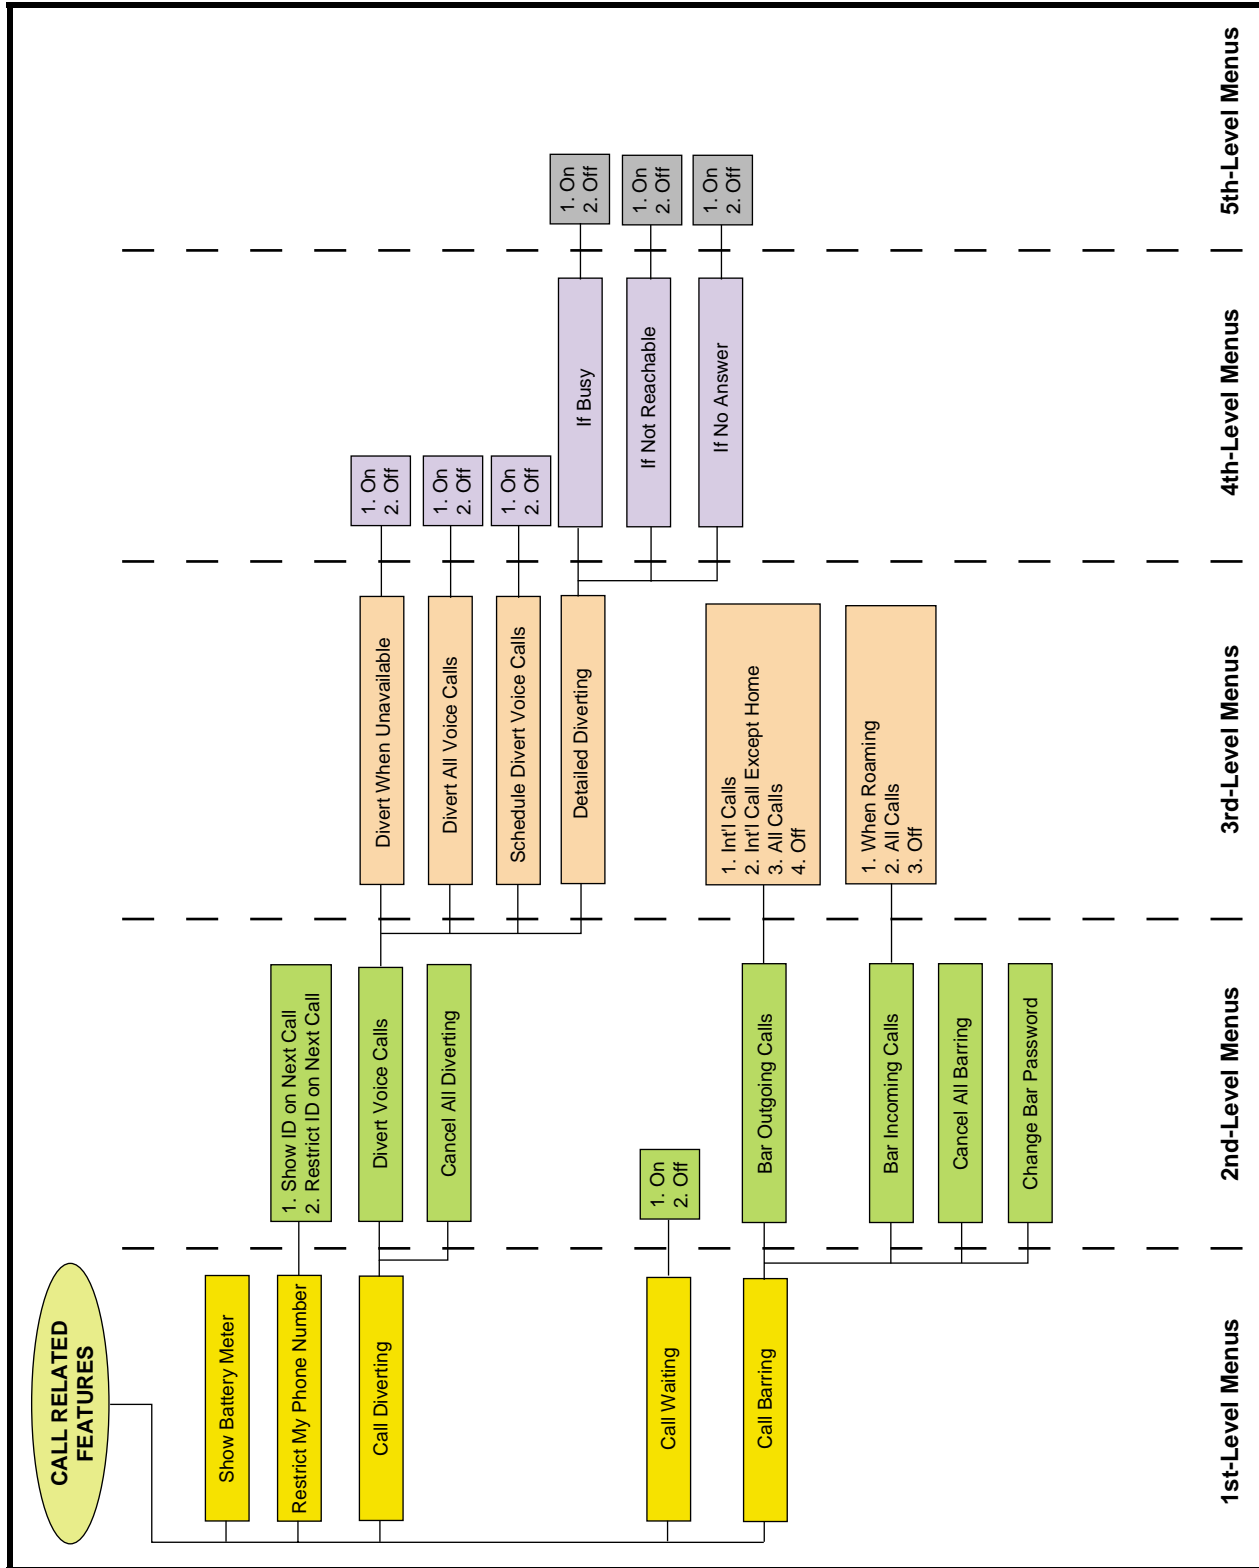 CALL RELATED
FEATURES
Show Battery Meter
Restrict My Phone Number
1. Show ID on Next Call
2. Restrict ID on Next Call
Call Diverting
Divert Voice Calls
Divert When Unavailable
1. On
2. Off
Divert All Voice Calls
1. On
2. Off
Schedule Divert Voice Calls
1. On
2. Off
Detailed Diverting
If Busy
1. On
2. Off
If Not Reachable
1. On
2. Off
If No Answer
1. On
2. Off
Cancel All Diverting
Call Waiting
1. On
2. Off
Call Barring
Bar Outgoing Calls
1. Int'l Calls
2. Int'l Call Except Home
3. All Calls
4. Off
Bar Incoming Calls
1. When Roaming
2. All Calls
3. Off
Cancel All Barring
Change Bar Password
1st-Level Menus
2nd-Level Menus
3rd-Level Menus
4th-Level Menus
5th-Level Menus